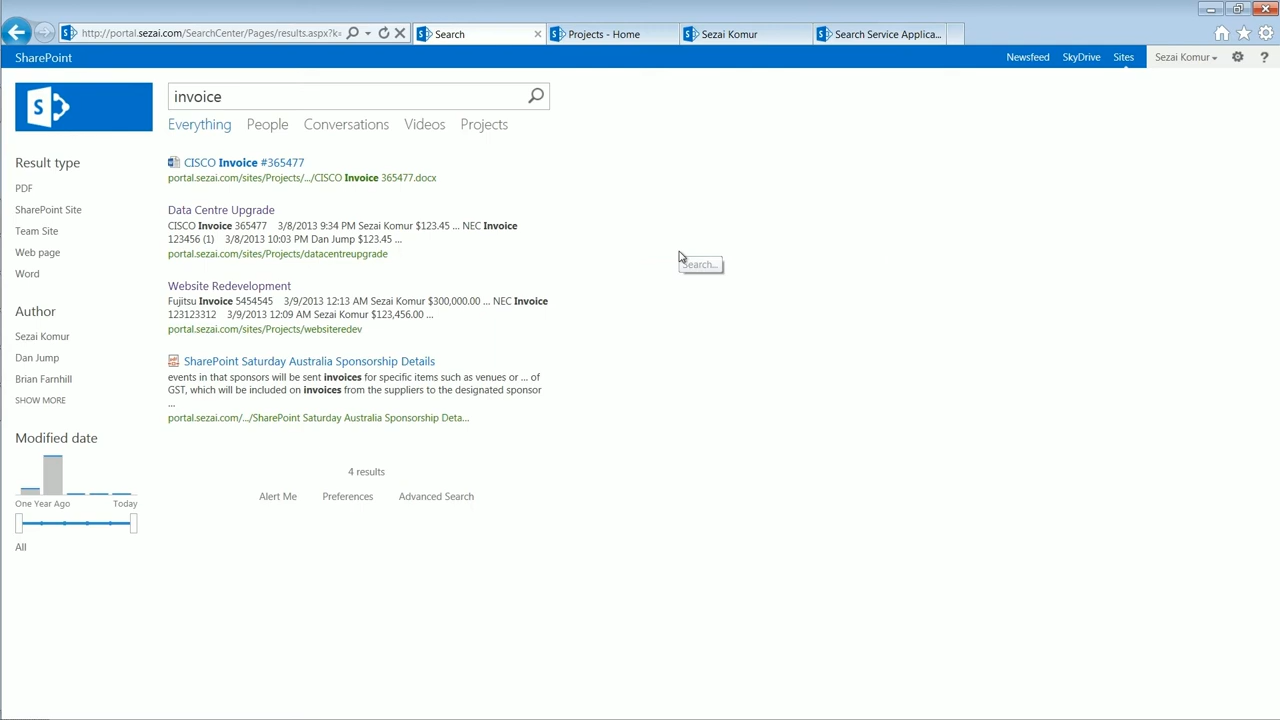 http://portal.sezai.com/SearchCenter/Pages/results.aspx?k=
Search
Projects - Home
Sezai Komur
Search Service Applica...
SharePoint
Newsfeed
SkyDrive
Sites
Sezai Komur
?
S
invoice
Everything
People
Conversations
Videos
Projects
Result type
PDF
SharePoint Site
Team Site
Web page
Word
Author
Sezai Komur
Dan Jump
Brian Farnhill
SHOW MORE
Modified date
One Year Ago
Today
All
CISCO Invoice #365477
portal.sezai.com/sites/Projects/.../CISCO Invoice 365477.docx
Data Centre Upgrade
CISCO Invoice 365477 3/8/2013 9:34 PM Sezai Komur $123.45 ... NEC Invoice
123456 (1) 3/8/2013 10:03 PM Dan Jump $123.45 ...
portal.sezai.com/sites/Projects/datacentreupgrade
Website Redevelopment
Fujitsu Invoice 5454545 3/9/2013 12:13 AM Sezai Komur $300,000.00 ... NEC Invoice
123123312 3/9/2013 12:09 AM Sezai Komur $123,456.00 ...
portal.sezai.com/sites/Projects/websiteredev
SharePoint Saturday Australia Sponsorship Details
events in that sponsors will be sent invoices for specific items such as venues or ... of
GST, which will be included on invoices from the suppliers to the designated sponsor
...
portal.sezai.com/.../SharePoint Saturday Australia Sponsorship Deta...
4 results
Alert Me
Preferences
Advanced Search
Search...